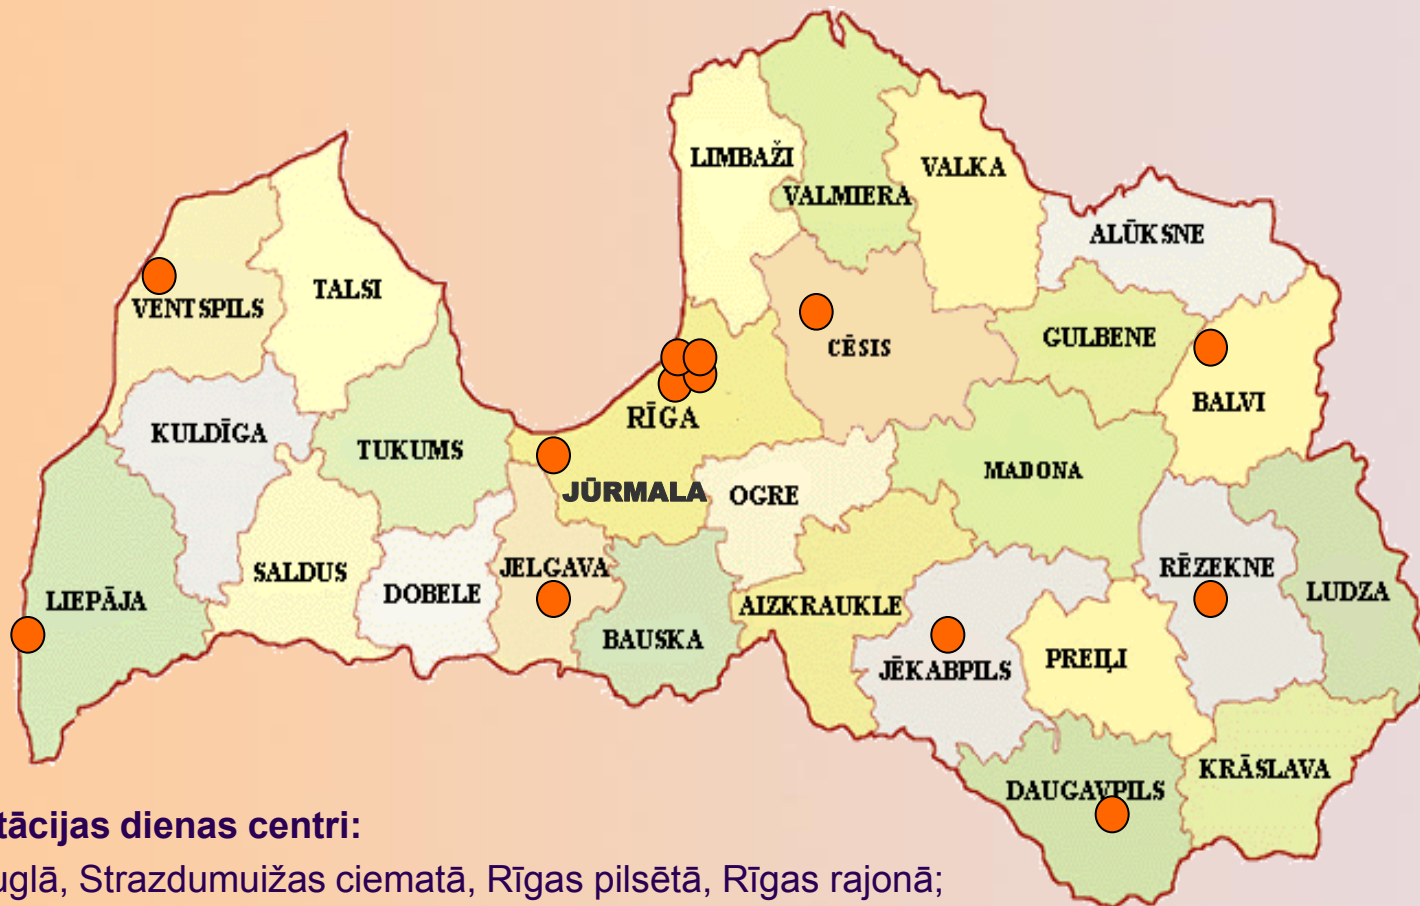 LIMBAŽI
VALMIERA
VALKA
ALŪKSNE
VENTSPILS
TALSI
CĒSIS
GULBENE
BALVI
KULDĪGA
TUKUMS
RĪGA
JŪRMALA
OGRE
MADONA
LIEPĀJA
SALDUS
DOBELE
JELGAVA
BAUSKA
AIZKRAUKLE
JĒKABPILS
PREIĻI
RĒZEKNE
LUDZA
DAUGAVPILS
KRĀSLAVA
tācijas dienas centri:
uglā, Strazdumuižas ciematā, Rīgas pilsētā, Rīgas rajonā;